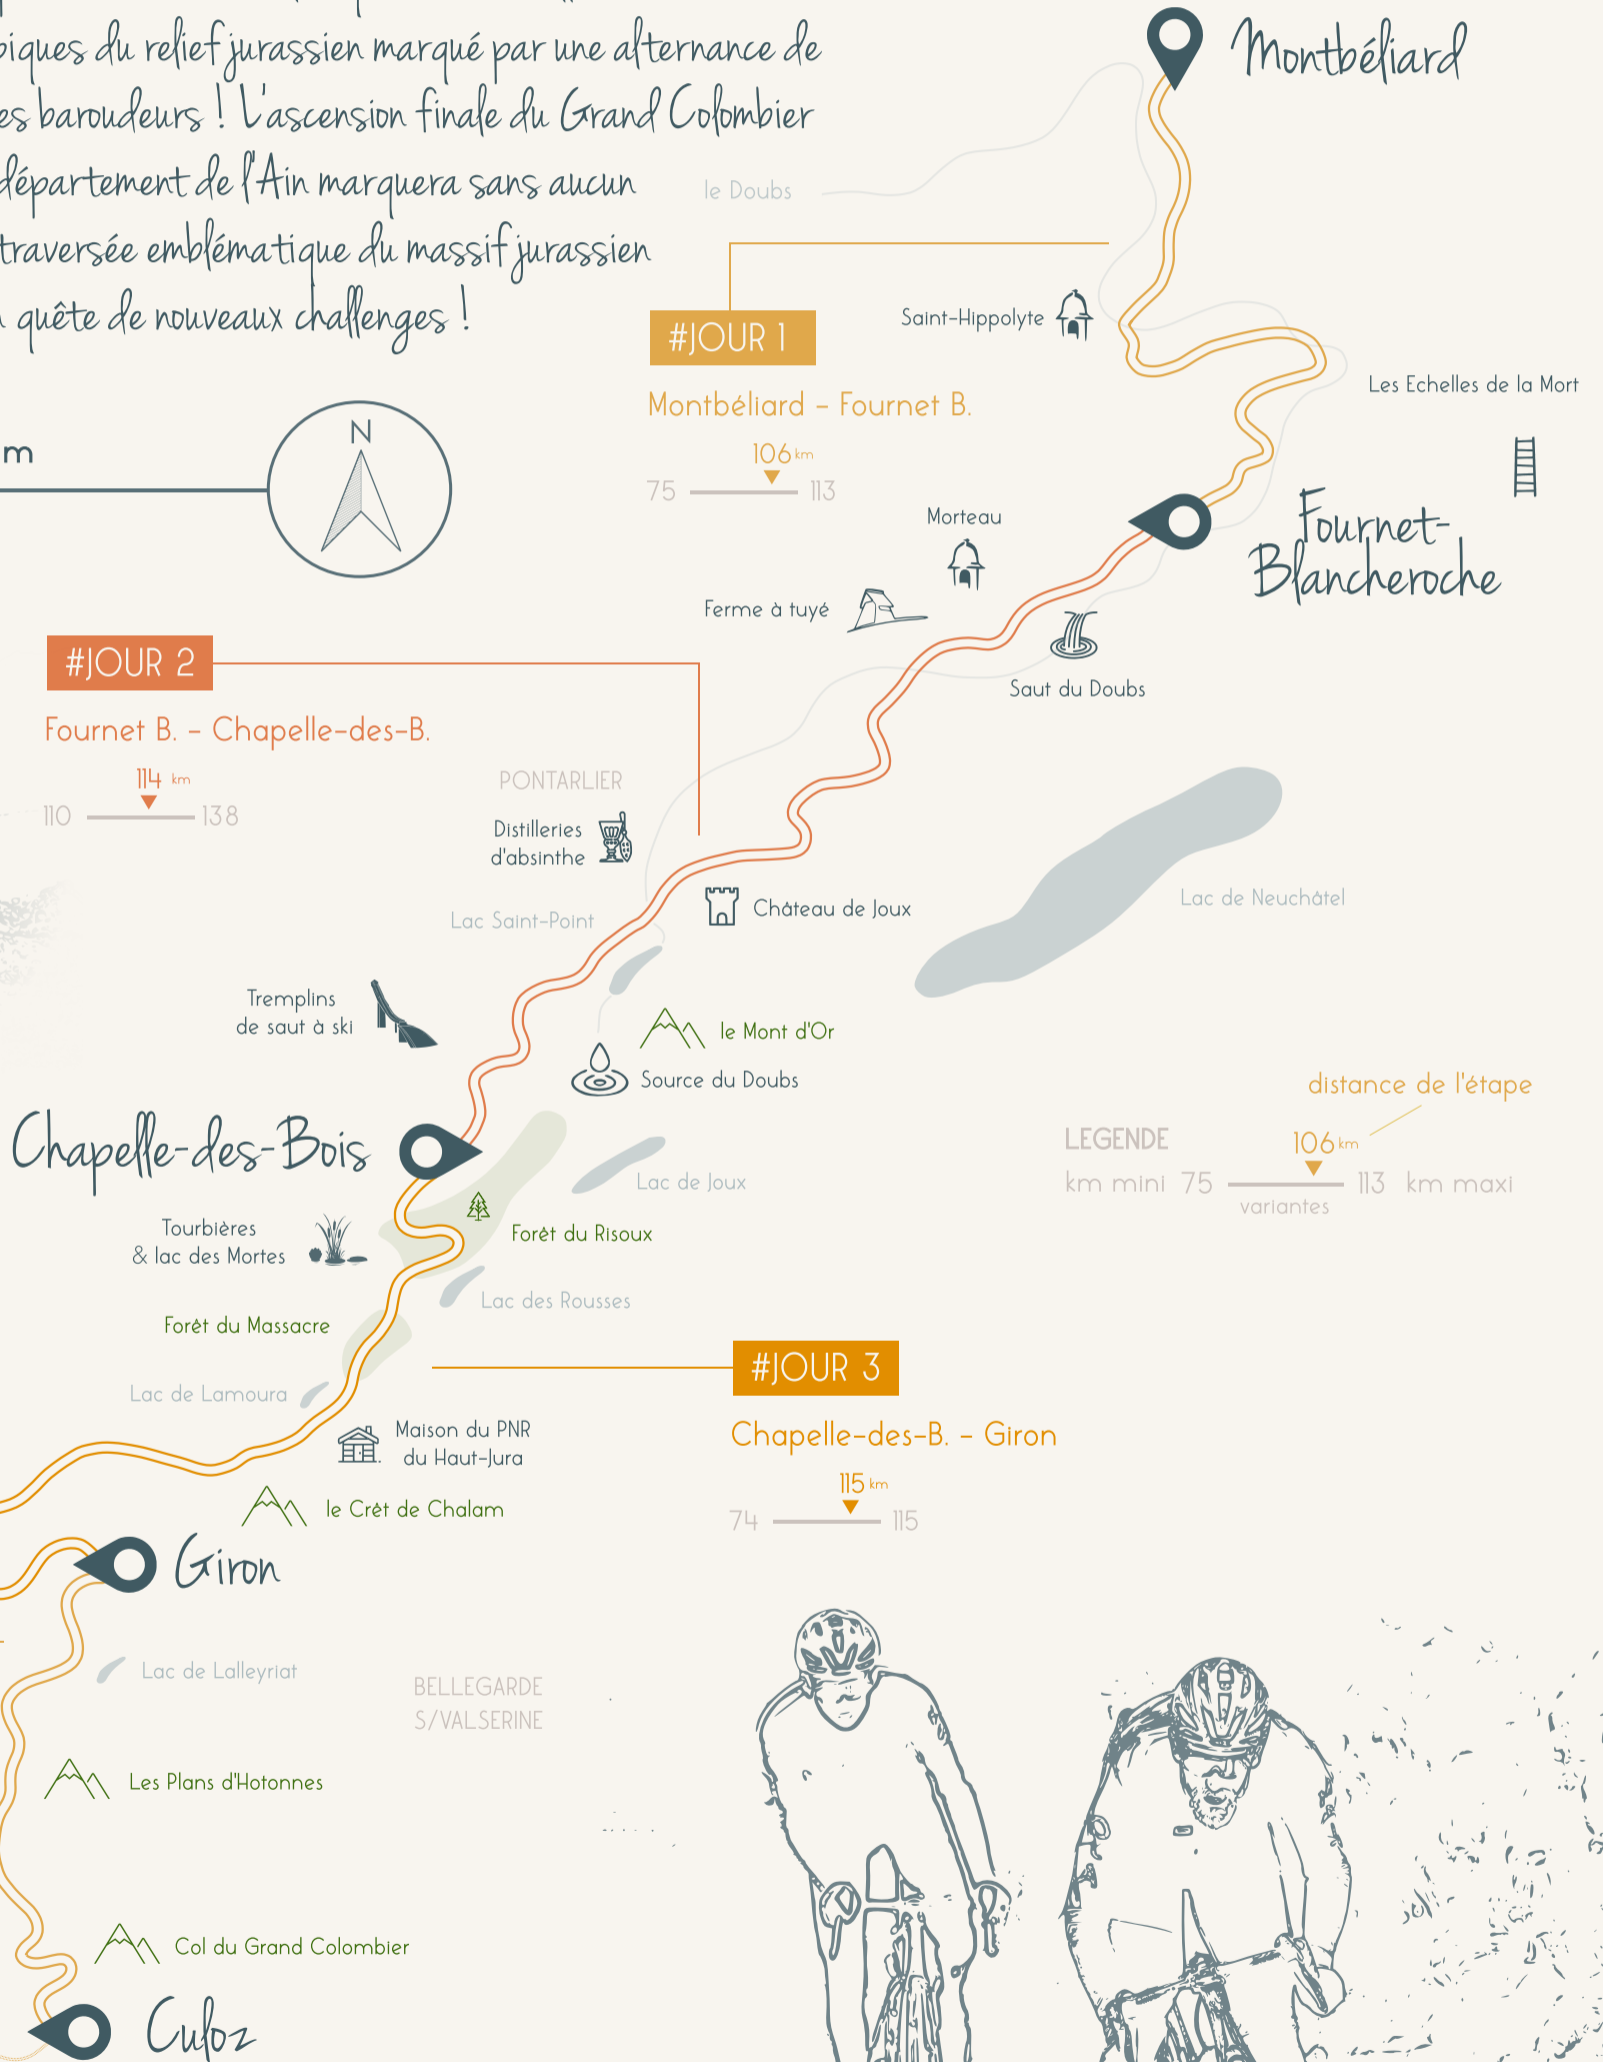 piques du relief jurassien marqué par une alternance de
es baroudeurs ! L'ascension finale du Grand Colombier
département de l'Ain marquera sans aucun
traversée emblématique du massif jurassien
quête de nouveaux challenges !
Montbéliard
le Doubs
#JOUR 1
Montbéliard - Fournet B.
106 km
75 113
Saint-Hippolyte
Les Echelles de la Mort
m
N
Fournet-
Blancheroche
Morteau
Ferme à tuyé
Saut du Doubs
#JOUR 2
Fournet B. - Chapelle-des-B.
114 km
110 138
PONTARLIER
Distilleries
d'absinthe
Château de Joux
Lac Saint-Point
Lac de Neuchâtel
Tremplins
de saut à ski
le Mont d'Or
Source du Doubs
distance de l'étape
LEGENDE
106 km
km mini 75 113 km maxi
variantes
Chapelle-des-Bois
Lac de Joux
Tourbières
& lac des Mortes
Forêt du Risoux
Lac des Rousses
Forêt du Massacre
#JOUR 3
Chapelle-des-B. - Giron
115 km
74 115
Lac de Lamoura
Maison du PNR
du Haut-Jura
le Crêt de Chalam
Giron
Lac de Lalleyriat
BELLEGARDE
S/VALSERINE
Les Plans d'Hotonnes
Col du Grand Colombier
Culoz